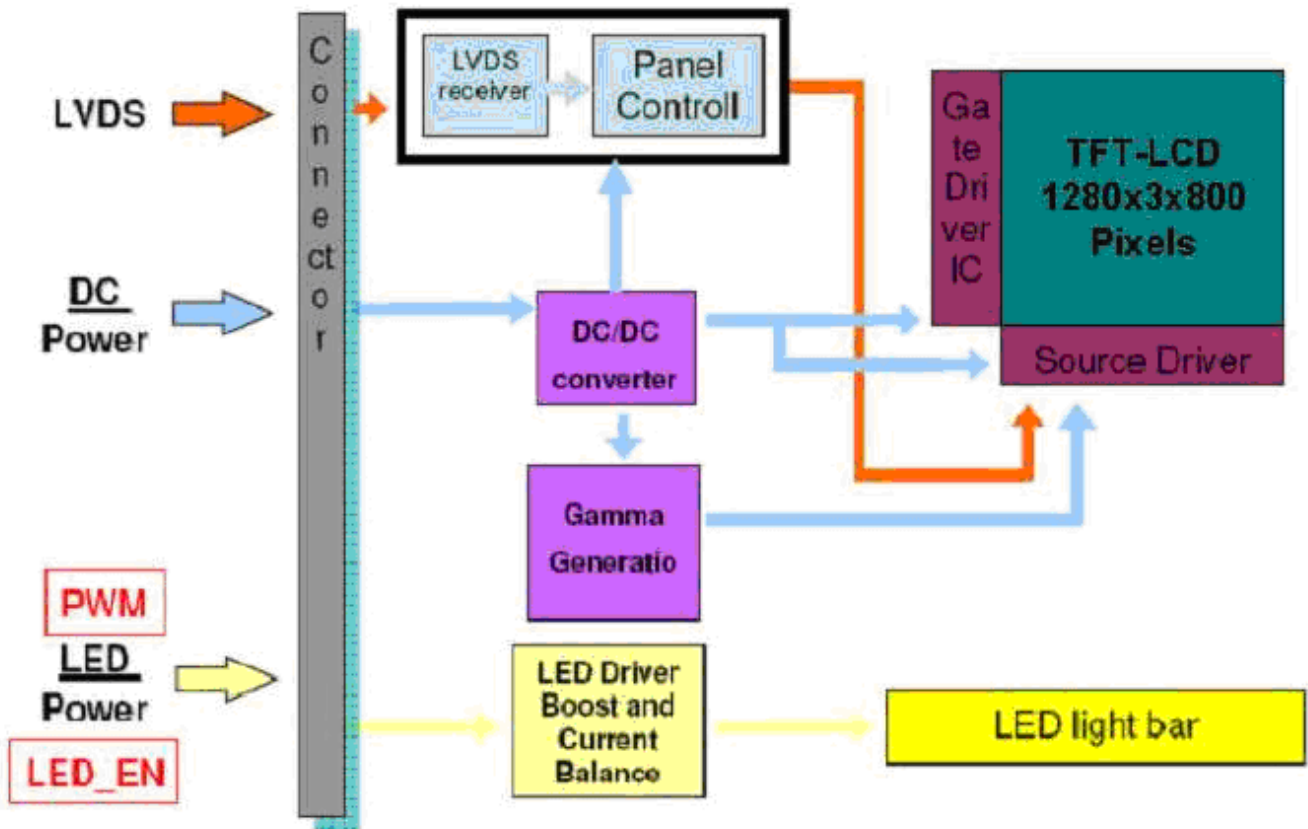 LVDS
DC
Power
PWM
LED
Power
LED_EN
C
o
n
n
e
ct
o
r
LVDS
receiver
Panel
Controll
DC/DC
converter
Gamma
Generatio
LED Driver
Boost and
Current
Balance
Ga
te
Dri
ver
IC
TFT-LCD
1280x3x800
Pixels
Source Driver
LED light bar